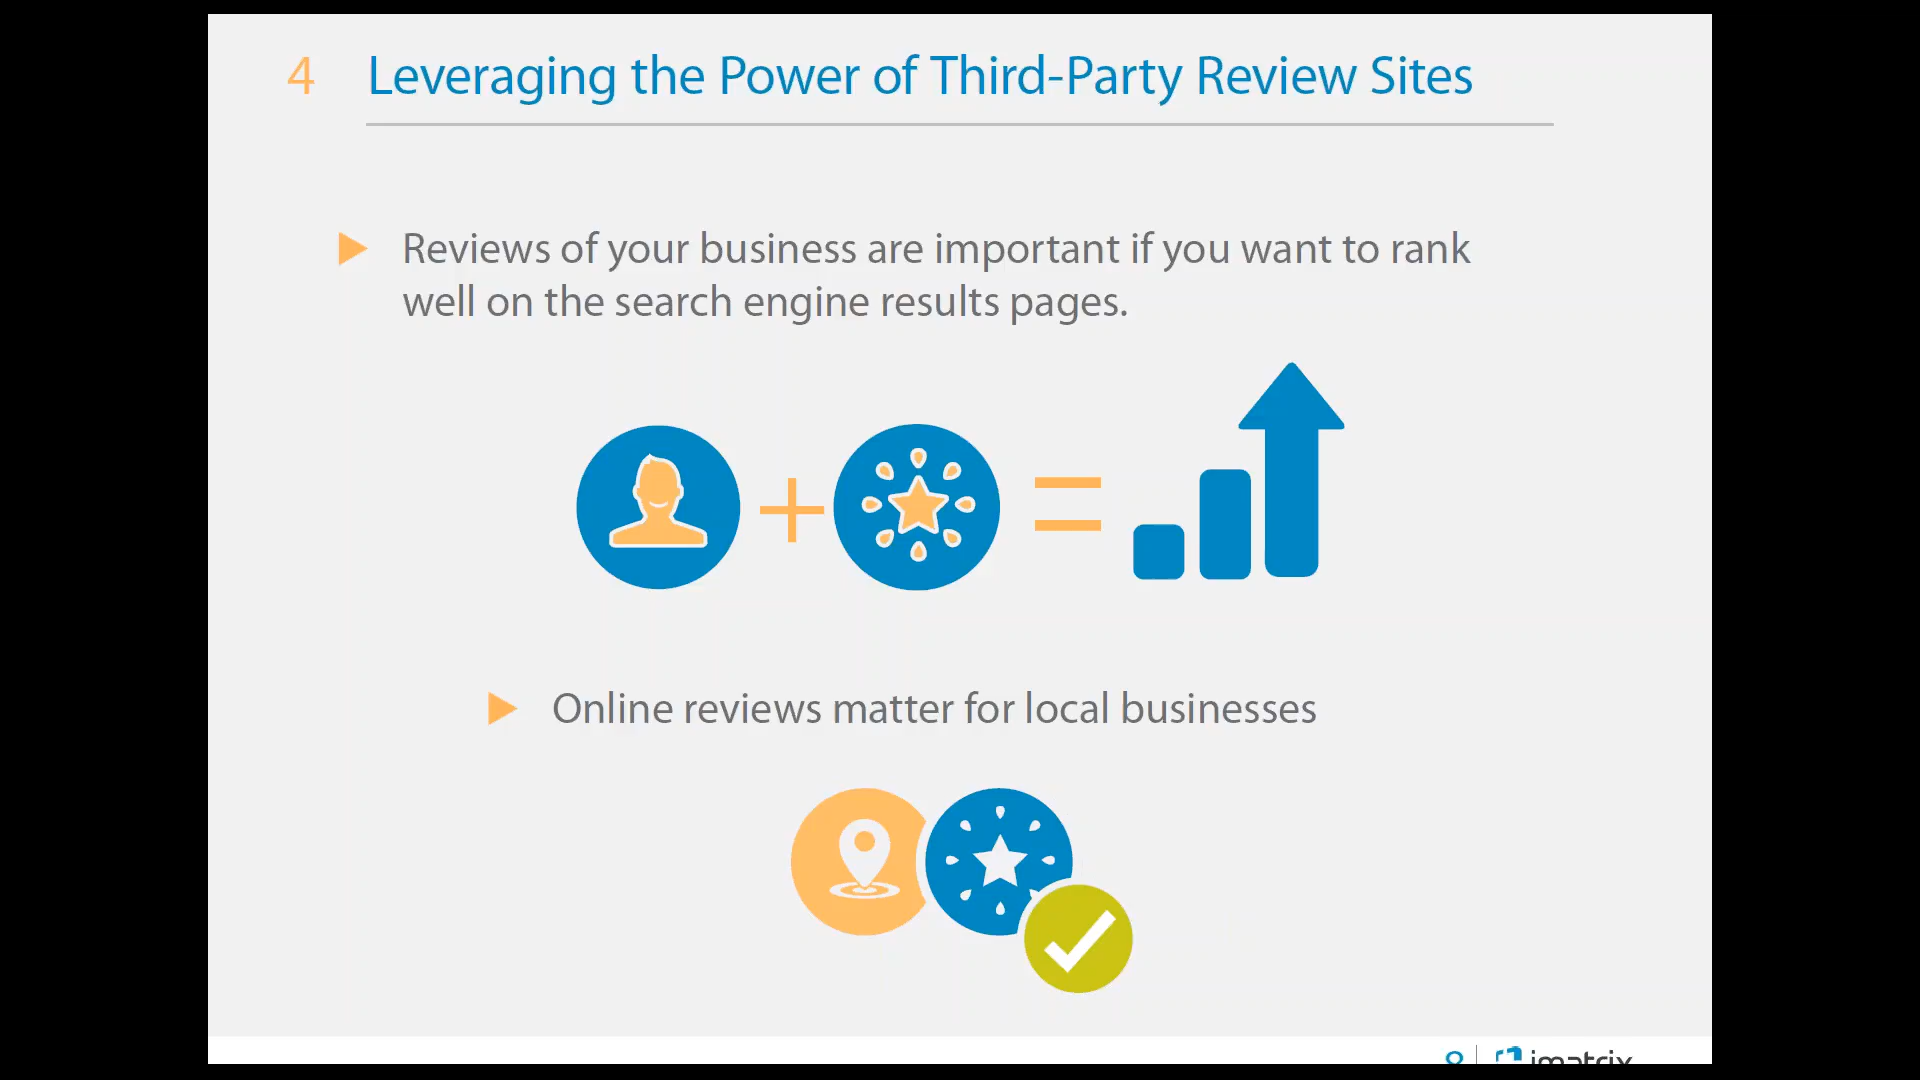 4 Leveraging the Power of Third-Party Review Sites
Reviews of your business are important if you want to rank
well on the search engine results pages.
Online reviews matter for local businesses
imatrix